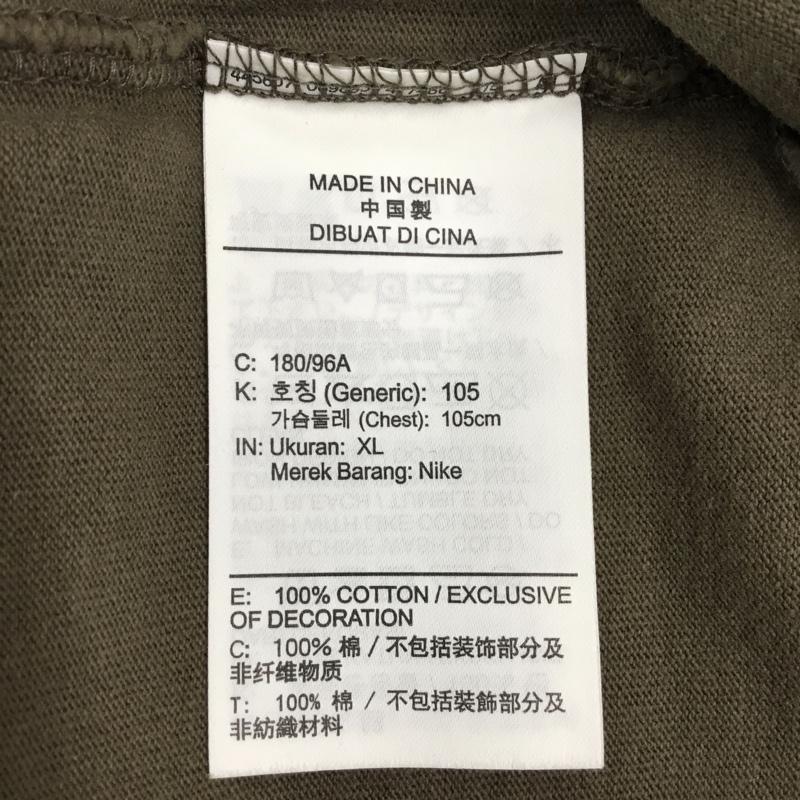 MADE IN CHINA
中国製
DIBUAT DI CINA
C: 180/96A
K: 호칭 (Generic): 105
가슴둘레 (Chest): 105cm
IN: Ukuran: XL
Merek Barang: Nike
E: 100% COTTON / EXCLUSIVE
OF DECORATION
C: 100% 棉 / 不包括装饰部分及
非纤维物质
T: 100% 棉 / 不包括裝飾部分及
非紡織材料